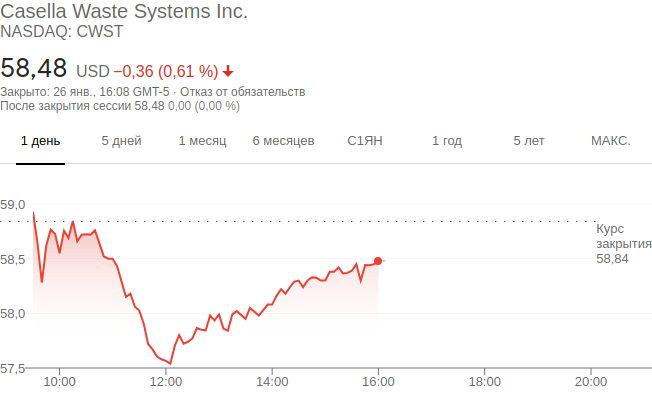 Casella Waste Systems Inc.
NASDAQ: CWST
58,48 USD −0,36 (0,61 %)
Закрыто: 26 янв., 16:08 GMT-5 · Отказ от обязательств
После закрытия сессии 58,48 0,00 (0,00 %)
1 день 5 дней 1 месяц 6 месяцев С1ЯН 1 год 5 лет МАКС.
59,0
Курс
закрытия
58,84
58,5
58,0
57,5
10:00 12:00 14:00 16:00 18:00 20:00